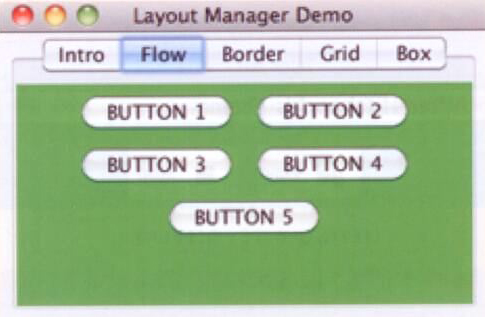 Layout Manager Demo
Intro Flow Border Grid Box
BUTTON 1 BUTTON 2
BUTTON 3 BUTTON 4
BUTTON 5